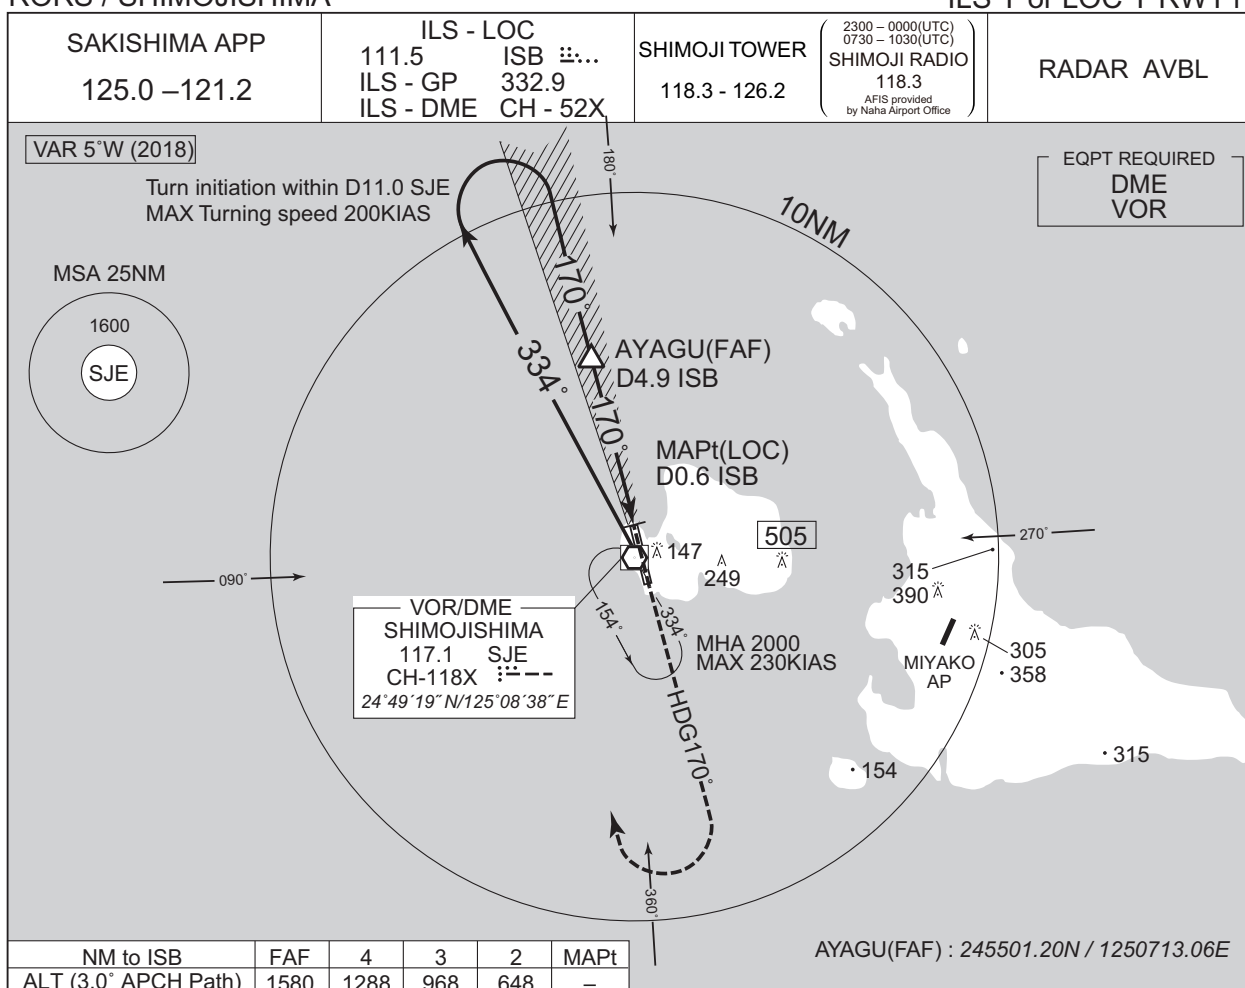 RORS / SHIMOJISHIMA
SAKISHIMA APP
125.0 –121.2
ILS - LOC
111.5 ISB
ILS - GP 332.9
ILS - DME CH - 52X
SHIMOJI TOWER
118.3 - 126.2
2300 – 0000(UTC)
0730 – 1030(UTC)
SHIMOJI RADIO
118.3
AFIS provided
by Naha Airport Office
RADAR AVBL
VAR 5˚W (2018)
Turn initiation within D11.0 SJE
MAX Turning speed 200KIAS
180˚
EQPT REQUIRED
DME
VOR
10NM
MSA 25NM
1600
SJE
170˚
334˚
AYAGU(FAF)
D4.9 ISB
170˚
MAPt(LOC)
D0.6 ISB
505
147
249
270˚
315
390
090˚
154˚
334˚
VOR/DME
SHIMOJISHIMA
117.1 SJE
CH-118X
24˚49´19˝N/125˚08´38˝E
MHA 2000
MAX 230KIAS
MIYAKO
AP
305
358
HDG170˚
315
154
360˚
NM to ISB FAF 4 3 2 MAPt
ALT (3.0˚ APCH Path) 1580 1288 968 648 –
AYAGU(FAF) : 245501.20N / 1250713.06E